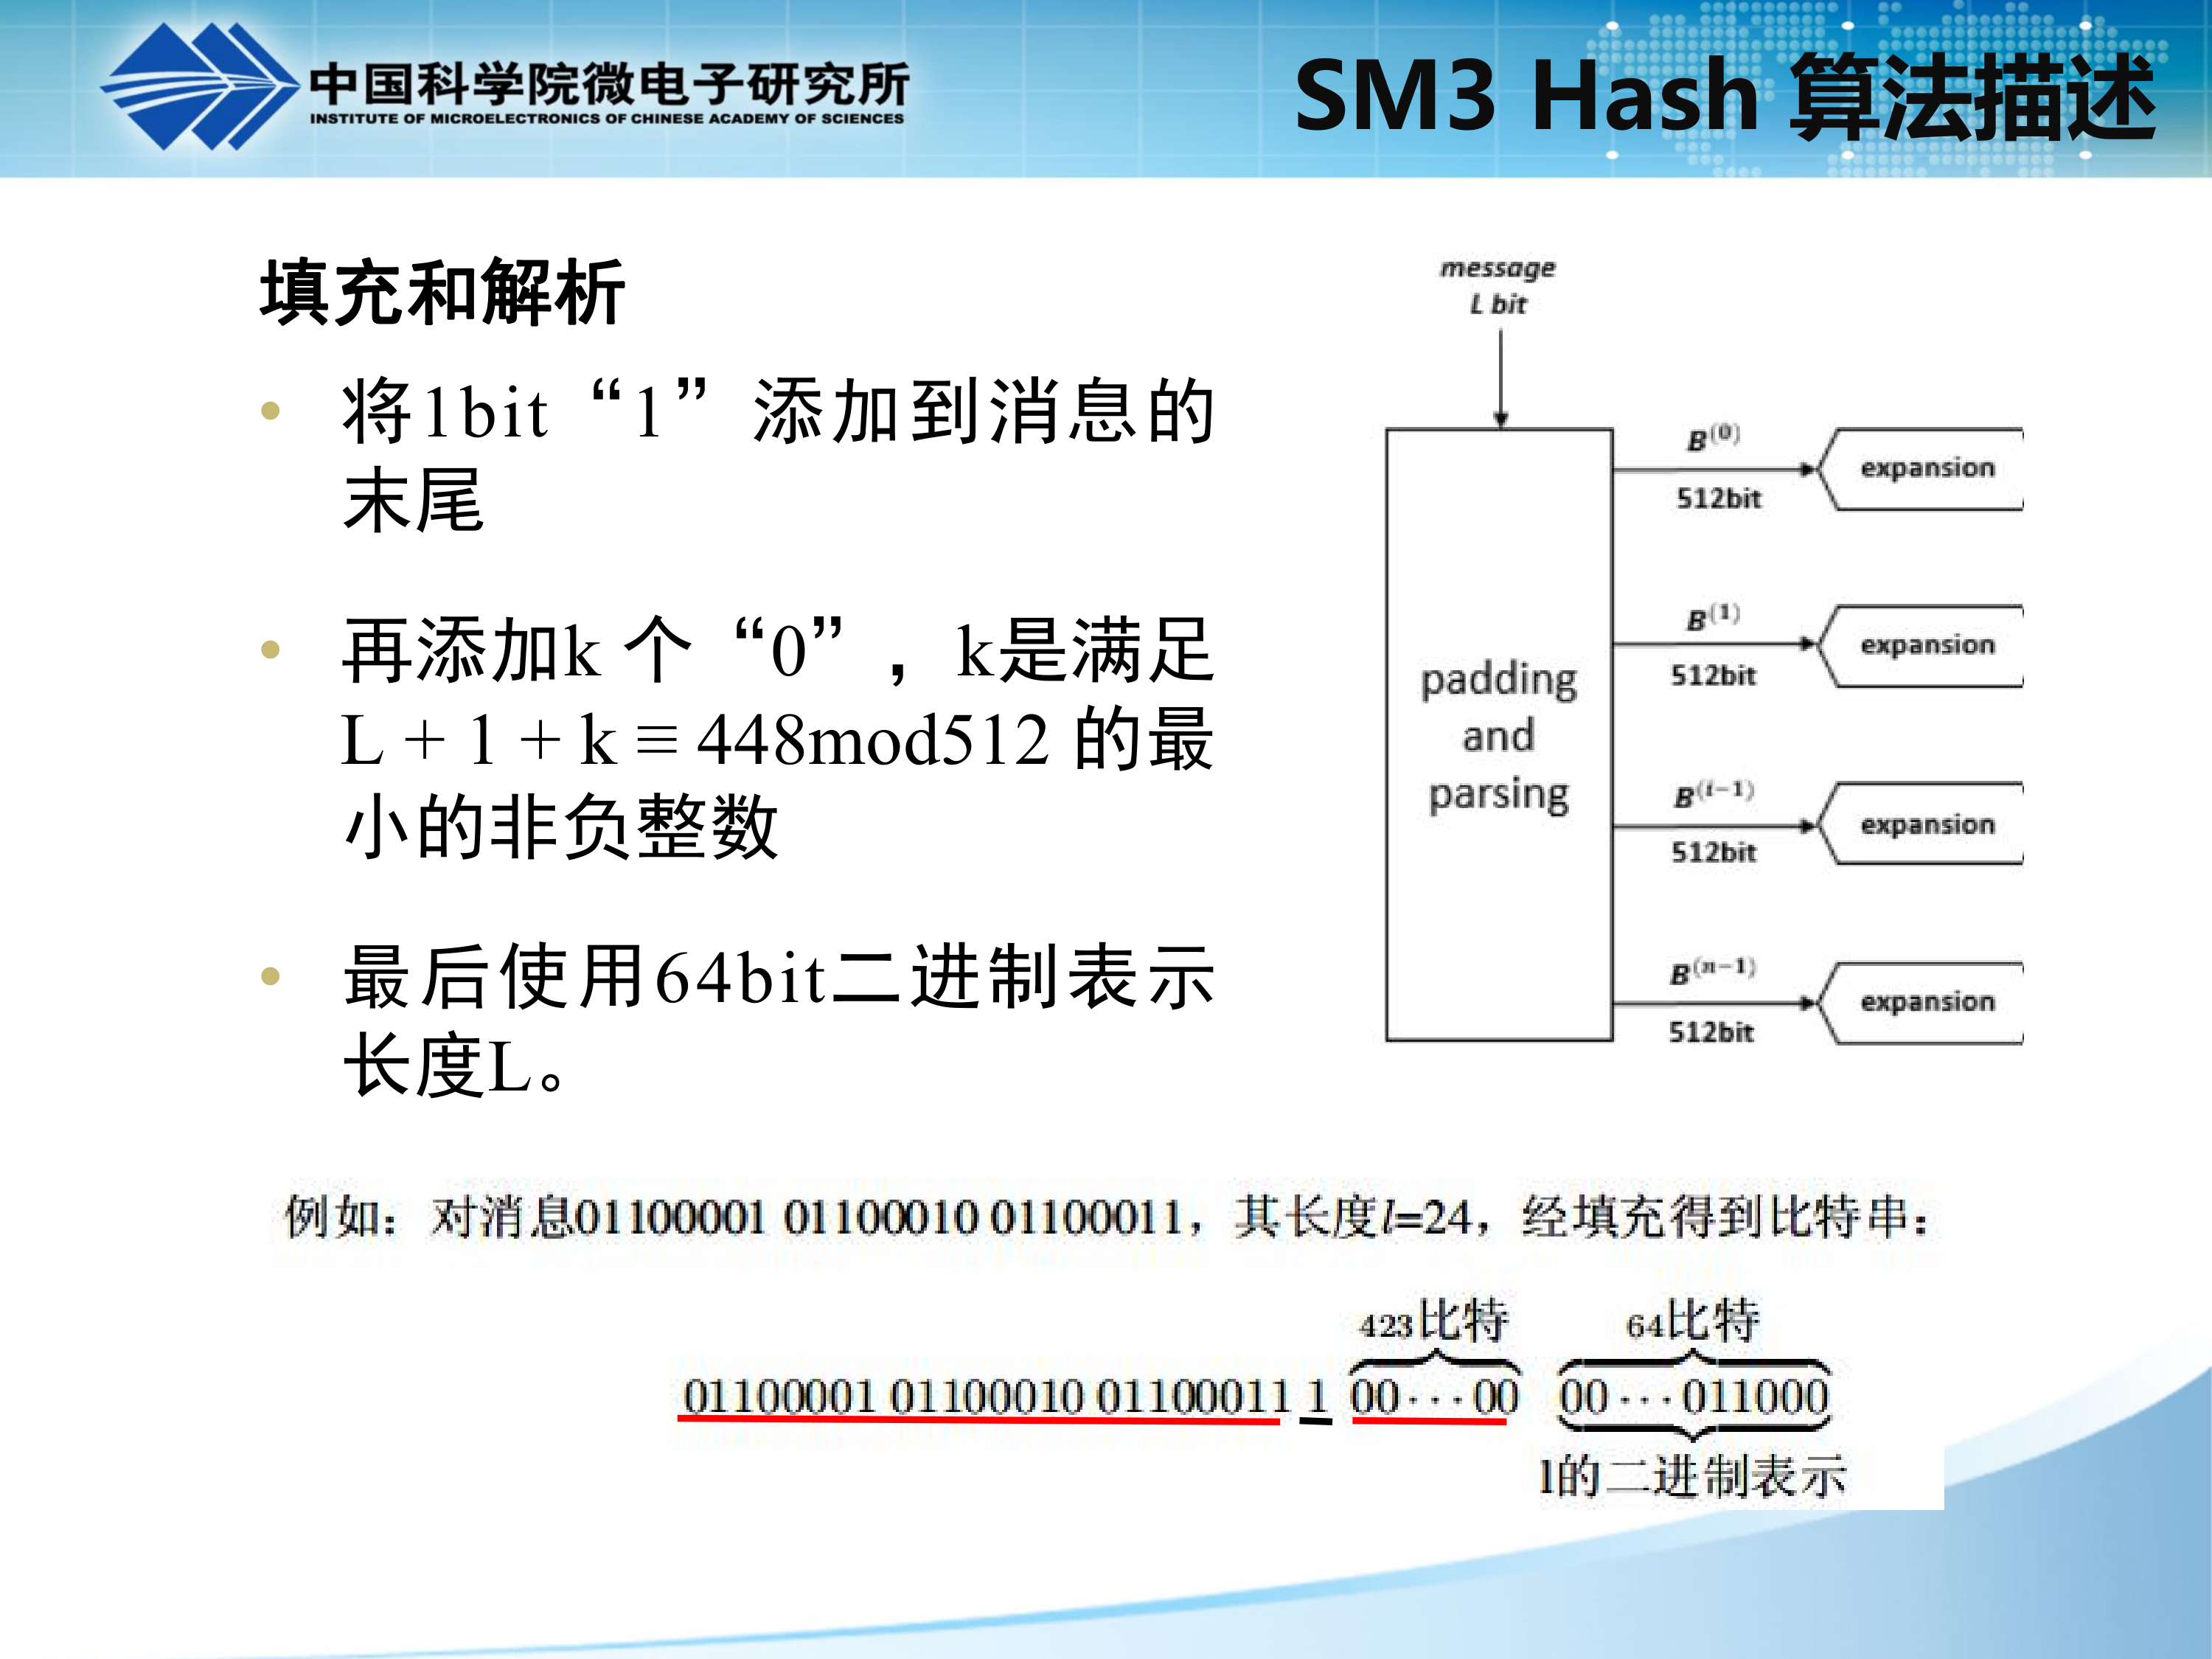 中国科学院微电子研究所
INSTITUTE OF MICROELECTRONICS OF CHINESE ACADEMY OF SCIENCES
SM3 Hash 算法描述
填充和解析
• 将1bit“1”添加到消息的
末尾
• 再添加k 个“0”，k是满足
L + 1 + k ≡ 448mod512 的最
小的非负整数
• 最后使用64bit二进制表示
长度L。
message
L bit
padding
and
parsing
B(0)
512bit
expansion
B(1)
512bit
expansion
B(i−1)
512bit
expansion
B(n−1)
512bit
expansion
例如：对消息01100001 01100010 01100011，其长度l=24，经填充得到比特串：
423比特 64比特
01100001 01100010 01100011 1 00···00 00···011000
l的二进制表示